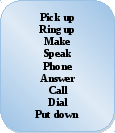 Pick up
Ring up
Make
Speak
Phone
Answer
Call
Dial
Put down